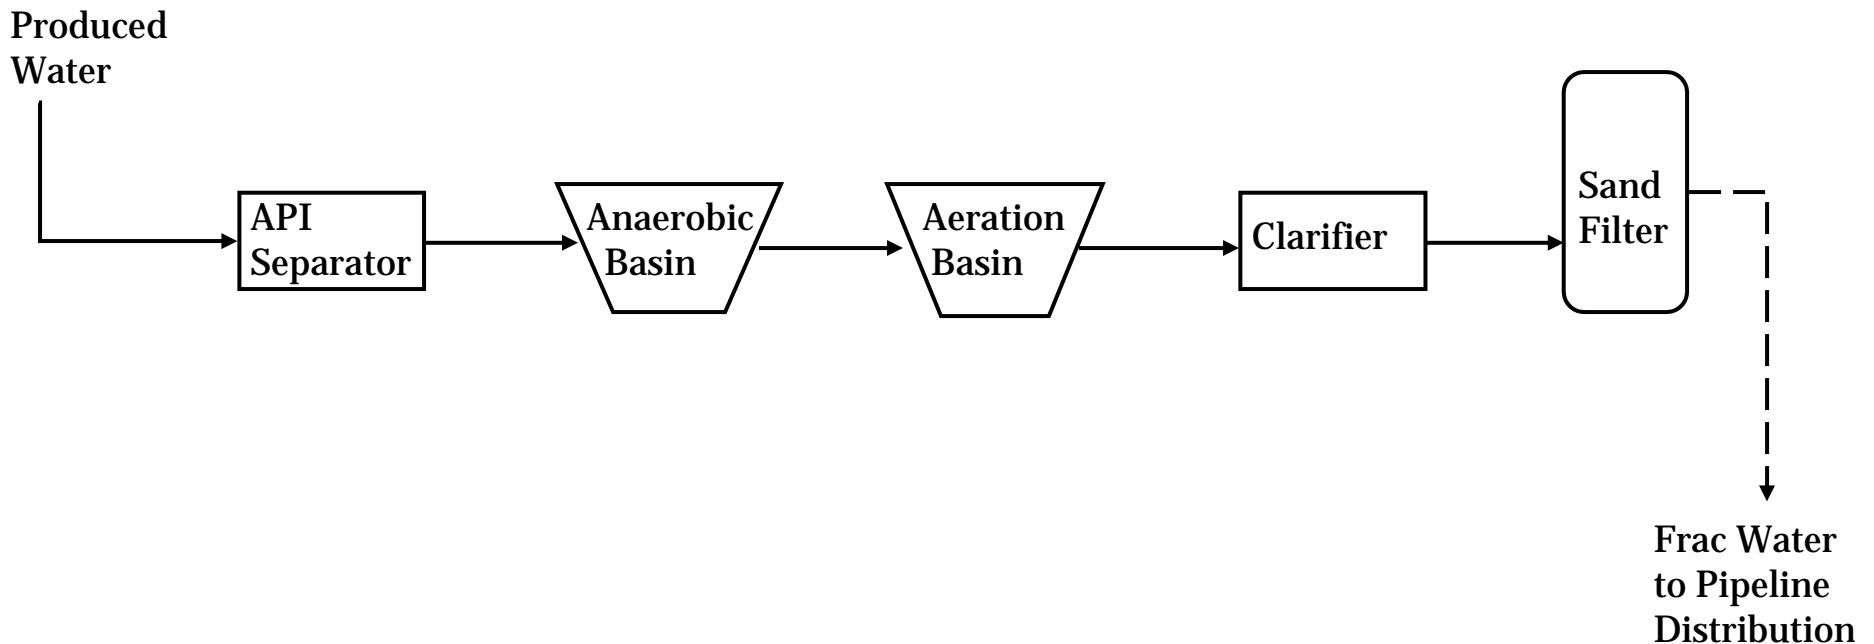 Produced
Water
API
Separator
Anaerobic
Basin
Aeration
Basin
Clarifier
Sand
Filter
Frac Water
to Pipeline
Distribution